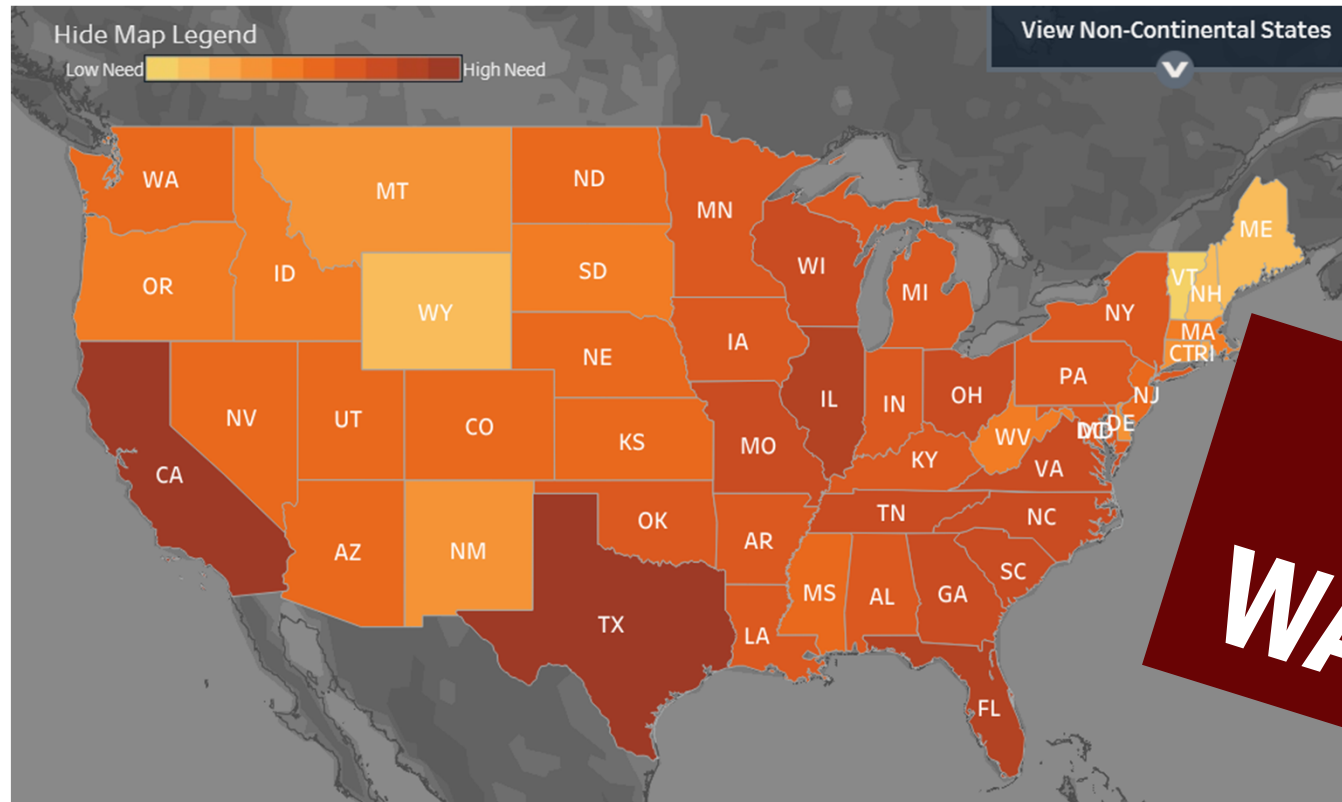 Hide Map Legend
View Non-Continental States
Low Need
High Need
WA
MT
ND
MN
ME
OR
ID
SD
WI
VT
NH
WY
MI
NY
MA
IA
CT
RI
NE
PA
NJ
NV
UT
CO
IL
IN
OH
DE
KS
MO
WV
MD
CA
KY
VA
OK
TN
NC
AZ
NM
AR
SC
TX
MS
AL
GA
LA
FL
WA